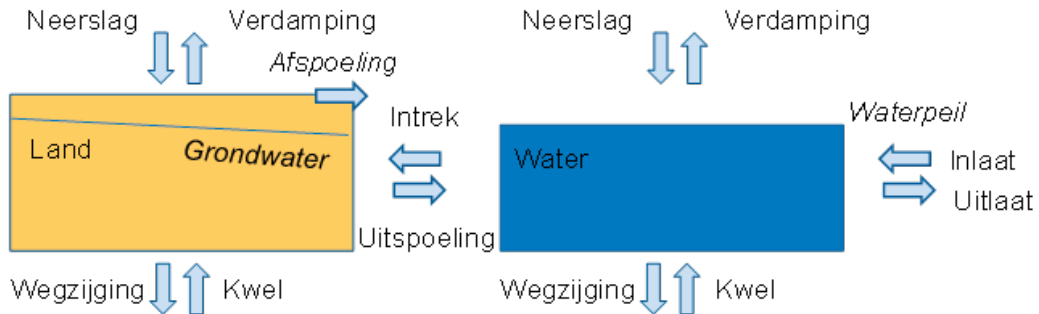 Neerslag Verdamping Neerslag Verdamping
Afspoeling
Intrek Waterpeil
Land Grondwater Water Inlaat
Uitlaat
Uitspoeling
Wegzijging Kwel Wegzijging Kwel